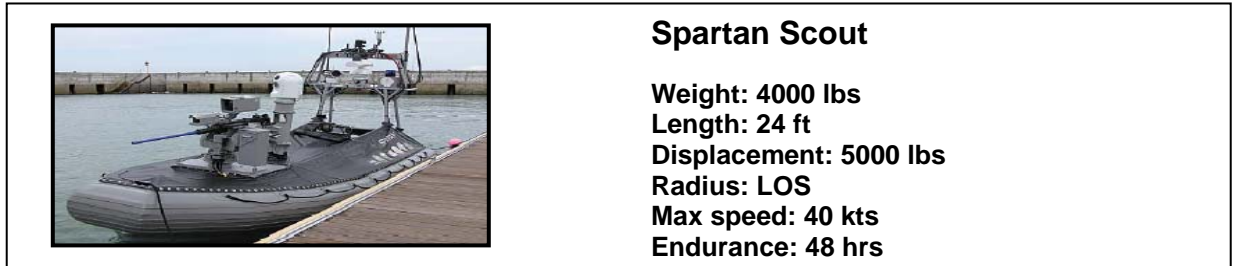 Spartan Scout
Weight: 4000 lbs
Length: 24 ft
Displacement: 5000 lbs
Radius: LOS
Max speed: 40 kts
Endurance: 48 hrs